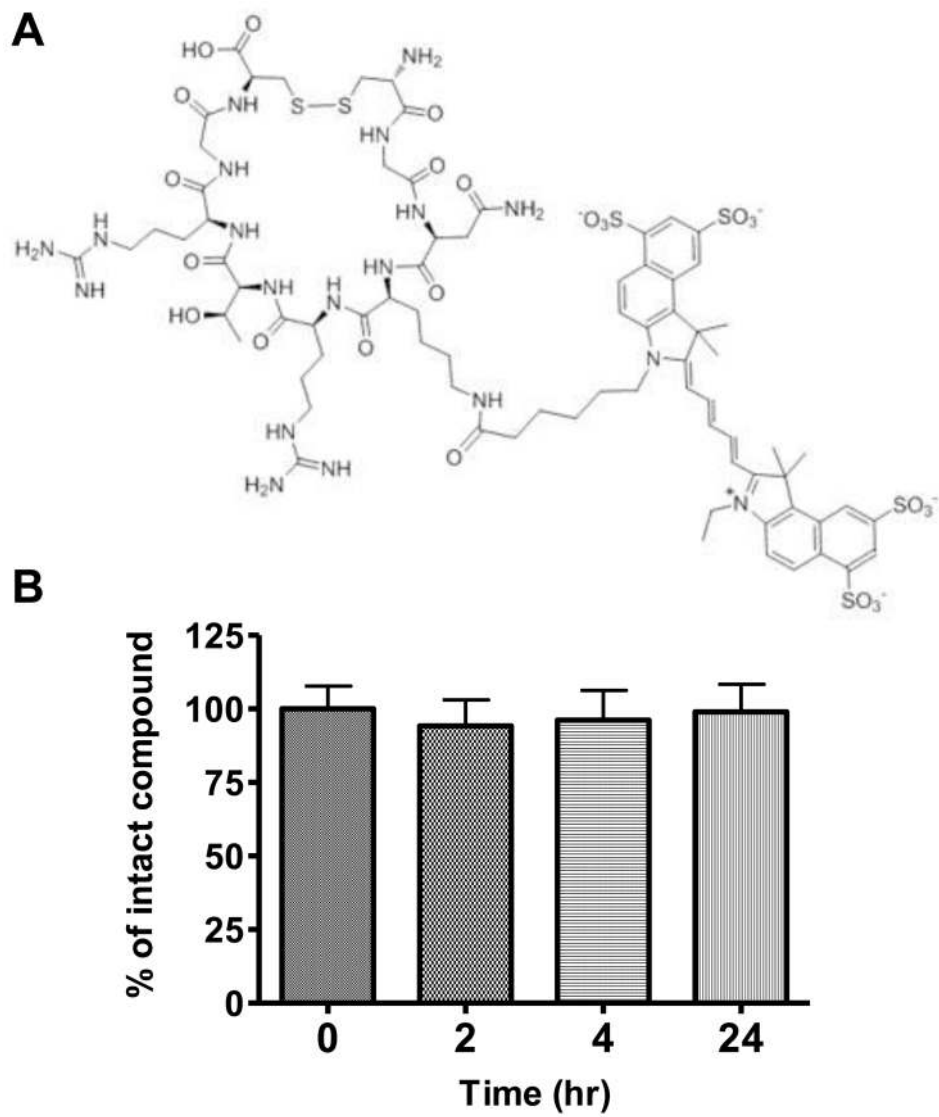 A
O
HO
NH2
O
NH
S
S
O
HN
O
NH
O
O
HN
NH2
O
NH
O
H
N
H2N
NH
O
NH
HO
O
H
N
O
HN
O
O
NH
O
HN
H2N
NH
-O3S
SO3-
N
N+
SO3-
SO3-
B
% of intact compound
125
100
75
50
25
0
0 2 4 24
Time (hr)